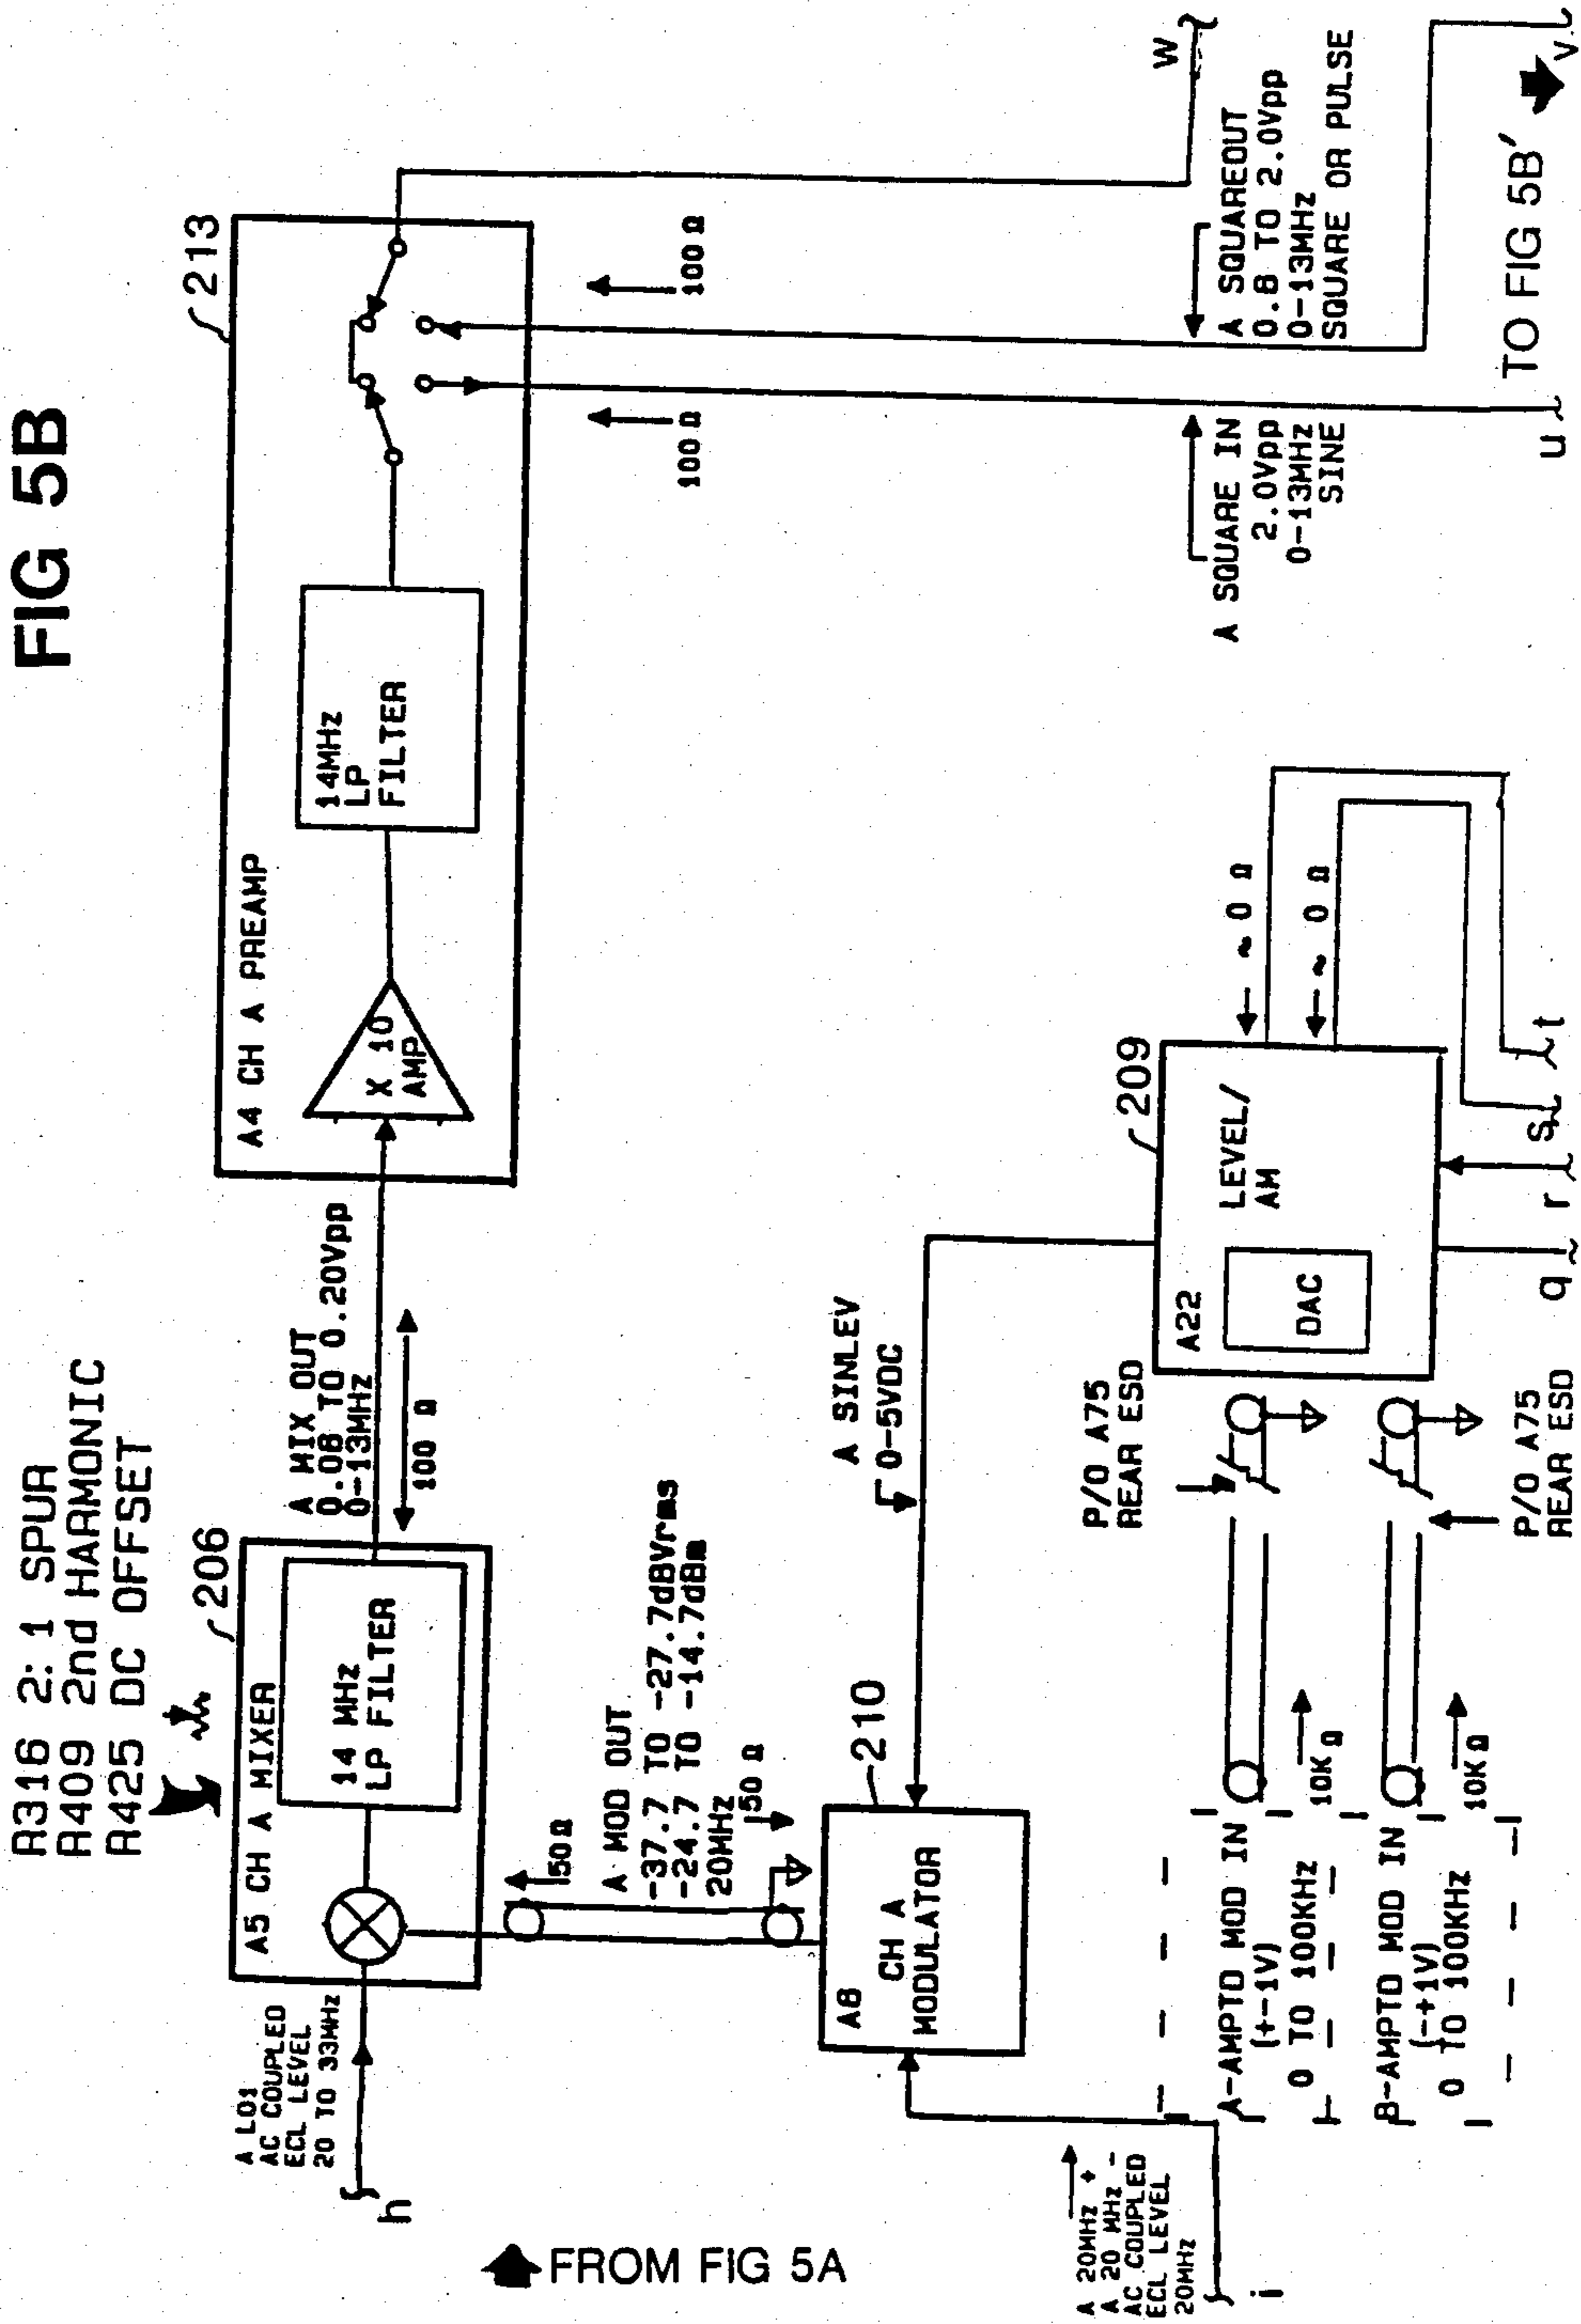 FIG 5B
R316 2: 1 SPUR
R409 2nd HARMONIC
R425 DC OFFSET
206
A5 CH A MIXER
14 MHz
LP FILTER
A LO1
AC COUPLED
ECL LEVEL
20 TO 33MHz
h
A MIX OUT
0.08 TO 0.20Vpp
0-13MHz
100 Ω
213
A4 CH A PREAMP
X 10
AMP
14MHz
LP
FILTER
100 Ω
100 Ω
W
50 Ω
A MOD OUT
-37.7 TO -27.7dBVrms
-24.7 TO -14.7dBm
20MHz
50 Ω
210
A6
CH A
MODULATOR
A SINLEV
0-5VDC
FROM FIG 5A
A 20MHz +
A 20 MHz -
AC COUPLED
ECL LEVEL
20MHz
i
A-AMPTD MOD IN
(+-1V)
0 TO 100KHz
10K Ω
B-AMPTD MOD IN
(-+1V)
0 TO 100KHz
10K Ω
P/O A75
REAR ESD
P/O A75
REAR ESD
209
A22
LEVEL/
AM
DAC
~ 0 Ω
~ 0 Ω
q
r
s
t
A SQUARE IN
2.0Vpp
0-13MHz
SINE
A SQUAREOUT
0.8 TO 2.0Vpp
0-13MHz
SQUARE OR PULSE
u
TO FIG 5B'
v